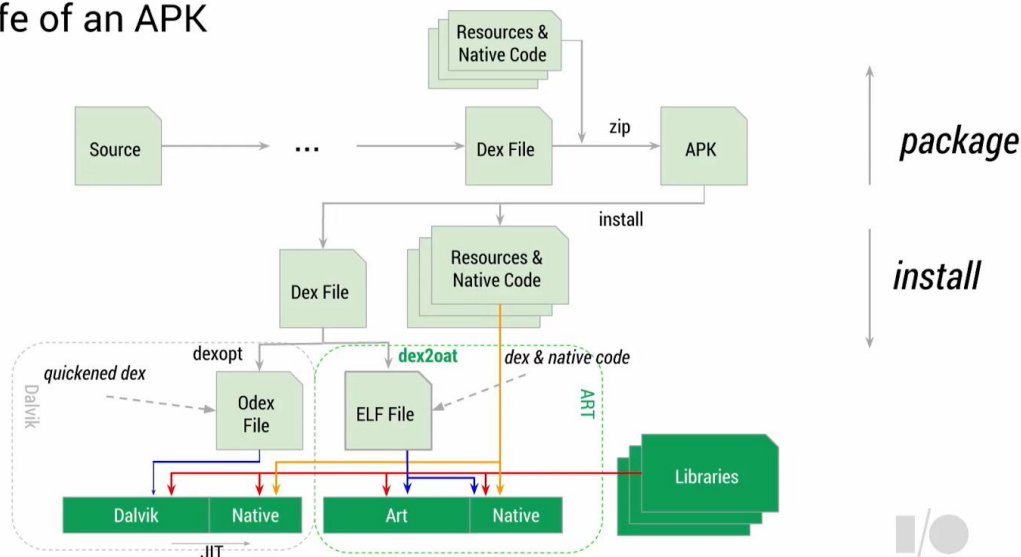 fe of an APK
Resources &
Native Code
Source
...
Dex File
zip
APK
package
install
Dex File
Resources &
Native Code
install
dexopt
dex2oat
dex & native code
quickened dex
Dalvik
Odex
File
ELF File
ART
Libraries
Dalvik
Native
Art
Native
JIT
I/O